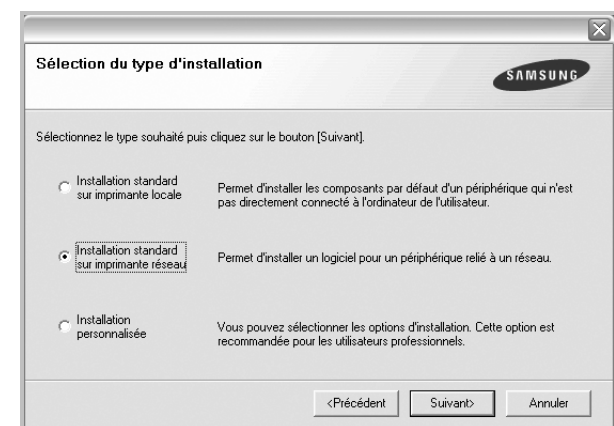 Sélection du type d'installation
SAMSUNG
Sélectionnez le type souhaité puis cliquez sur le bouton [Suivant].
Installation standard
sur imprimante locale
Permet d'installer les composants par défaut d'un périphérique qui n'est
pas directement connecté à l'ordinateur de l'utilisateur.
Installation standard
sur imprimante réseau
Permet d'installer un logiciel pour un périphérique relié à un réseau.
Installation
personnalisée
Vous pouvez sélectionner les options d'installation. Cette option est
recommandée pour les utilisateurs professionnels.
<Précédent
Suivant>
Annuler